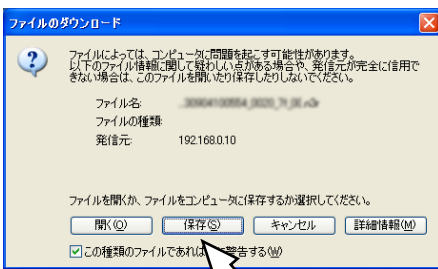 ファイルのダウンロード
ファイルによっては、コンピュータに問題を起こす可能性があります。
以下のファイル情報に関して疑わしい点がある場合や、発信元が完全に信用で
きない場合は、このファイルを開いたり保存したりしないでください。
ファイル名:
ファイルの種類:
発信元: 192.168.0.10
ファイルを開くか、ファイルをコンピュータに保存するか選択してください。
開く(O) 保存(S) キャンセル 詳細情報(M)
この種類のファイルであれば 警告する(W)